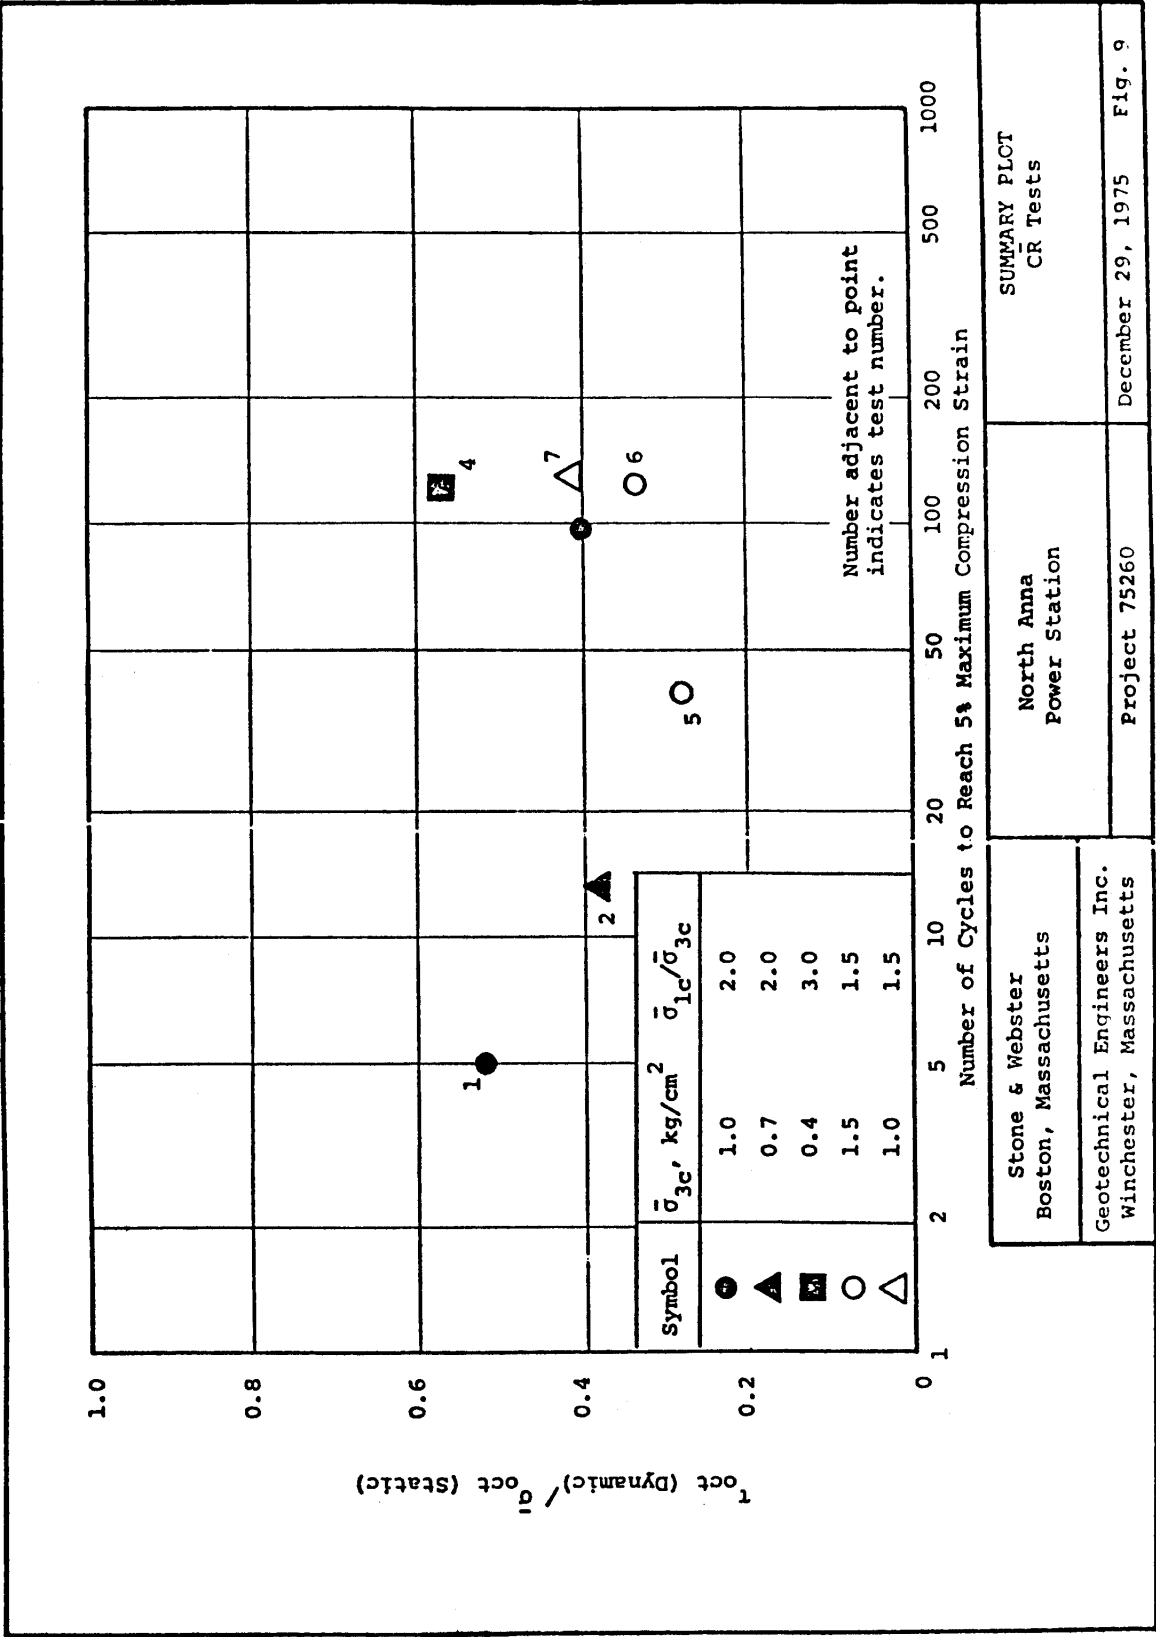 τoct (Dynamic)/ σ̄oct (Static)
1.0
0.8
0.6
0.4
0.2
0
1
2
5
10
20
50
100
200
500
1000
1
2
4
5
6
7
Number adjacent to point
indicates test number.
Symbol σ̄3c, kg/cm² σ̄1c/σ̄3c
● 1.0 2.0
▲ 0.7 2.0
■ 0.4 3.0
○ 1.5 1.5
△ 1.0 1.5
Number of Cycles to Reach 5% Maximum Compression Strain
Stone & Webster
Boston, Massachusetts
Geotechnical Engineers Inc.
Winchester, Massachusetts
North Anna
Power Station
Project 75260
SUMMARY PLOT
CR̄ Tests
December 29, 1975 Fig. 9